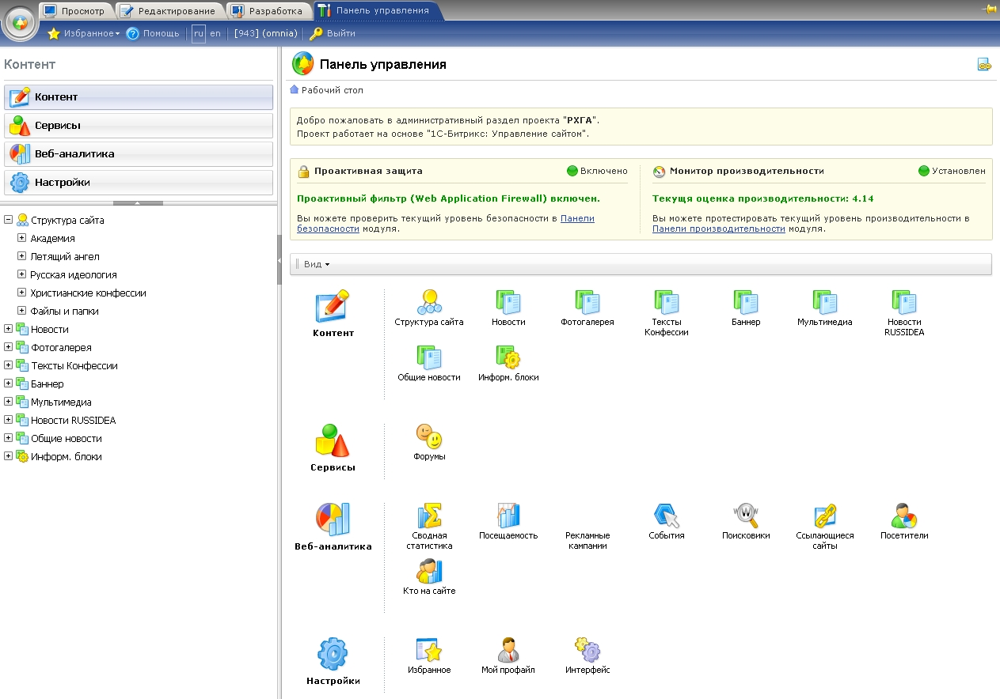 Просмотр
Редактирование
Разработка
Панель управления
Избранное
Помощь
ru en
[943] (omnia)
Выйти
Контент
Контент
Сервисы
Веб-аналитика
Настройки
Структура сайта
Академия
Летящий ангел
Русская идеология
Христианские конфессии
Файлы и папки
Новости
Фотогалерея
Тексты Конфессии
Баннер
Мультимедиа
Новости RUSSIDEA
Общие новости
Информ. блоки
Панель управления
Рабочий стол
Добро пожаловать в административный раздел проекта "РХГА".
Проект работает на основе "1С-Битрикс: Управление сайтом".
Проактивная защита
Включено
Проактивный фильтр (Web Application Firewall) включен.
Вы можете проверить текущий уровень безопасности в Панели
безопасности модуля.
Монитор производительности
Установлен
Текущя оценка производительности: 4.14
Вы можете протестировать текущий уровень производительности в
Панели производительности модуля.
Вид
Контент
Структура сайта
Новости
Фотогалерея
Тексты
Конфессии
Баннер
Мультимедиа
Новости
RUSSIDEA
Общие новости
Информ. блоки
Сервисы
Форумы
Веб-аналитика
Сводная
статистика
Посещаемость
Рекламные
кампании
События
W
Поисковики
Ссылающиеся
сайты
Посетители
Кто на сайте
Настройки
Избранное
Мой профайл
Интерфейс